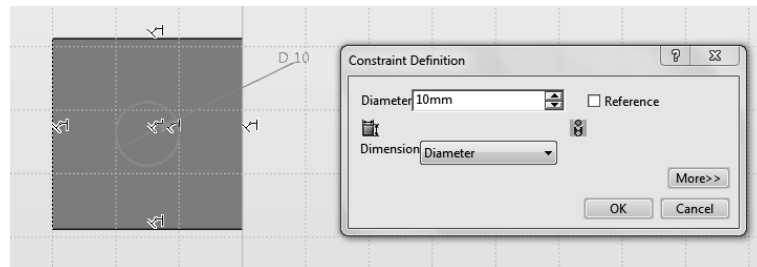 D 10
Constraint Definition
Diameter 10mm
Reference
Dimension Diameter
More>>
OK Cancel